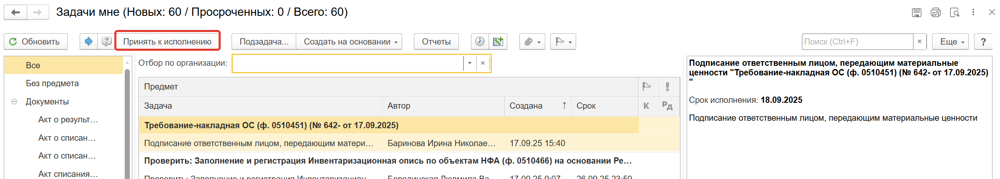 Задачи мне (Новых: 60 / Просроченных: 0 / Всего: 60)
Обновить
Принять к исполнению
Подзадача...
Создать на основании
Отчеты
Поиск (Ctrl+F)
×
Еще
?
Все
Без предмета
Документы
Акт о результ…
Акт о списан…
Акт о списан…
Акт списания…
Отбор по организации:
×
Предмет
Задача Автор Создана ↑ Срок К Рд
Требование-накладная ОС (ф. 0510451) (№ 642- от 17.09.2025)
Подписание ответственным лицом, передающим матери… Баринова Ирина Николае… 17.09.25 15:40
Проверить: Заполнение и регистрация Инвентаризационная опись по объектам НФА (ф. 0510466) на основании Ре…
Проверить: Заполнение и регистрация Инвентаризацион… Бородинская Людмила Ва… 17.09.25 9:07 26.09.25 23:59
Подписание ответственным лицом, передающим материальные
ценности "Требование-накладная ОС (ф. 0510451) (№ 642- от 17.09.2025)
"
Срок исполнения: 18.09.2025
Подписание ответственным лицом, передающим материальные ценности